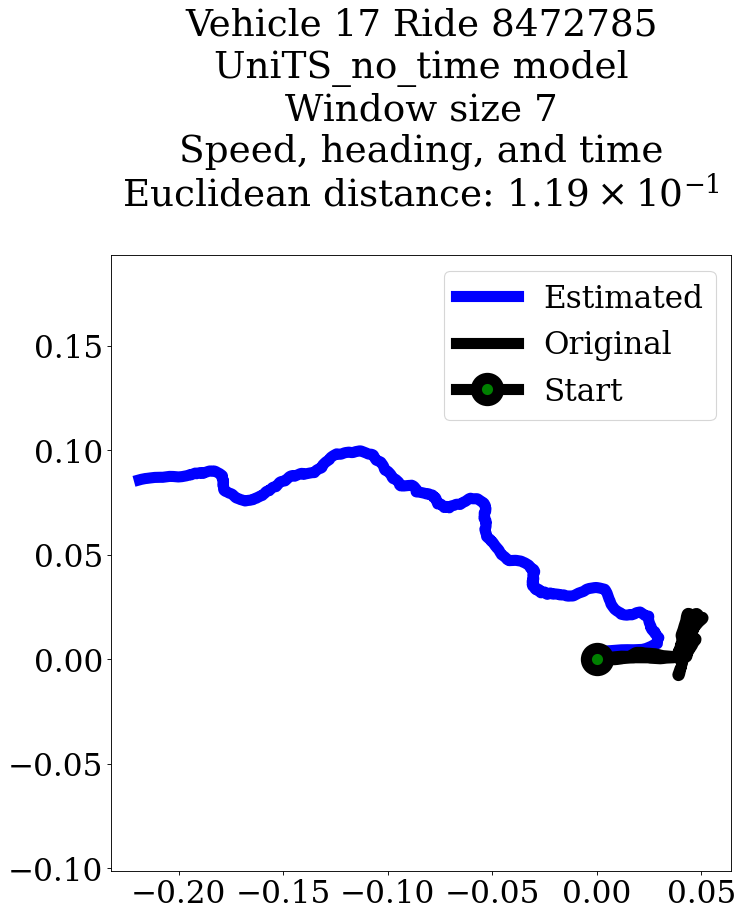 Vehicle 17 Ride 8472785
UniTS_no_time model
Window size 7
Speed, heading, and time
Euclidean distance: 1.19 × 10⁻¹
Estimated
Original
Start
0.15
0.10
0.05
0.00
−0.05
−0.10
−0.20 −0.15 −0.10 −0.05 0.00 0.05